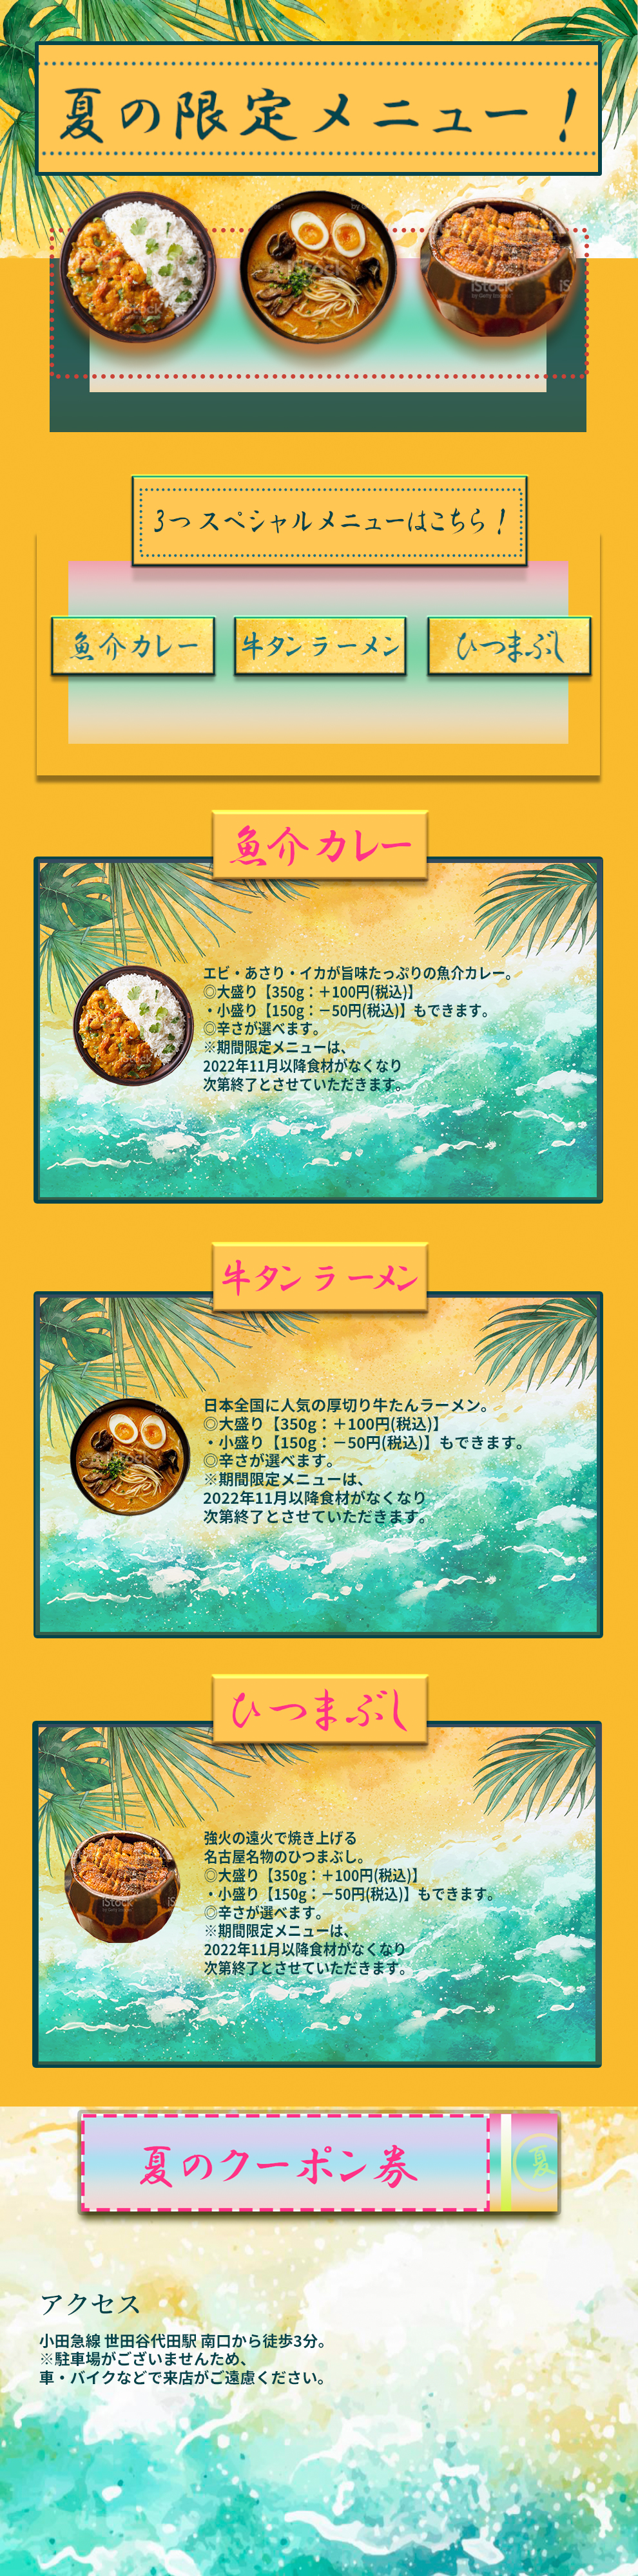 夏の限定メニュー！
iStock
by Getty Images
3つ スペシャルメニューはこちら！
魚介カレー
牛タン ラーメン
ひつまぶし
魚介カレー
エビ・あさり・イカが旨味たっぷりの魚介カレー。
◎大盛り【350g：＋100円(税込)】
・小盛り【150g：－50円(税込)】もできます。
◎辛さが選べます。
※期間限定メニューは、
2022年11月以降食材がなくなり
次第終了とさせていただきます。
牛タン ラーメン
日本全国に人気の厚切り牛たんラーメン。
◎大盛り【350g：＋100円(税込)】
・小盛り【150g：－50円(税込)】もできます。
◎辛さが選べます。
※期間限定メニューは、
2022年11月以降食材がなくなり
次第終了とさせていただきます。
ひつまぶし
強火の遠火で焼き上げる
名古屋名物のひつまぶし。
◎大盛り【350g：＋100円(税込)】
・小盛り【150g：－50円(税込)】もできます。
◎辛さが選べます。
※期間限定メニューは、
2022年11月以降食材がなくなり
次第終了とさせていただきます。
iStock
夏のクーポン券
夏
アクセス
小田急線 世田谷代田駅 南口から徒歩3分。
※駐車場がございませんため、
車・バイクなどで来店がご遠慮ください。